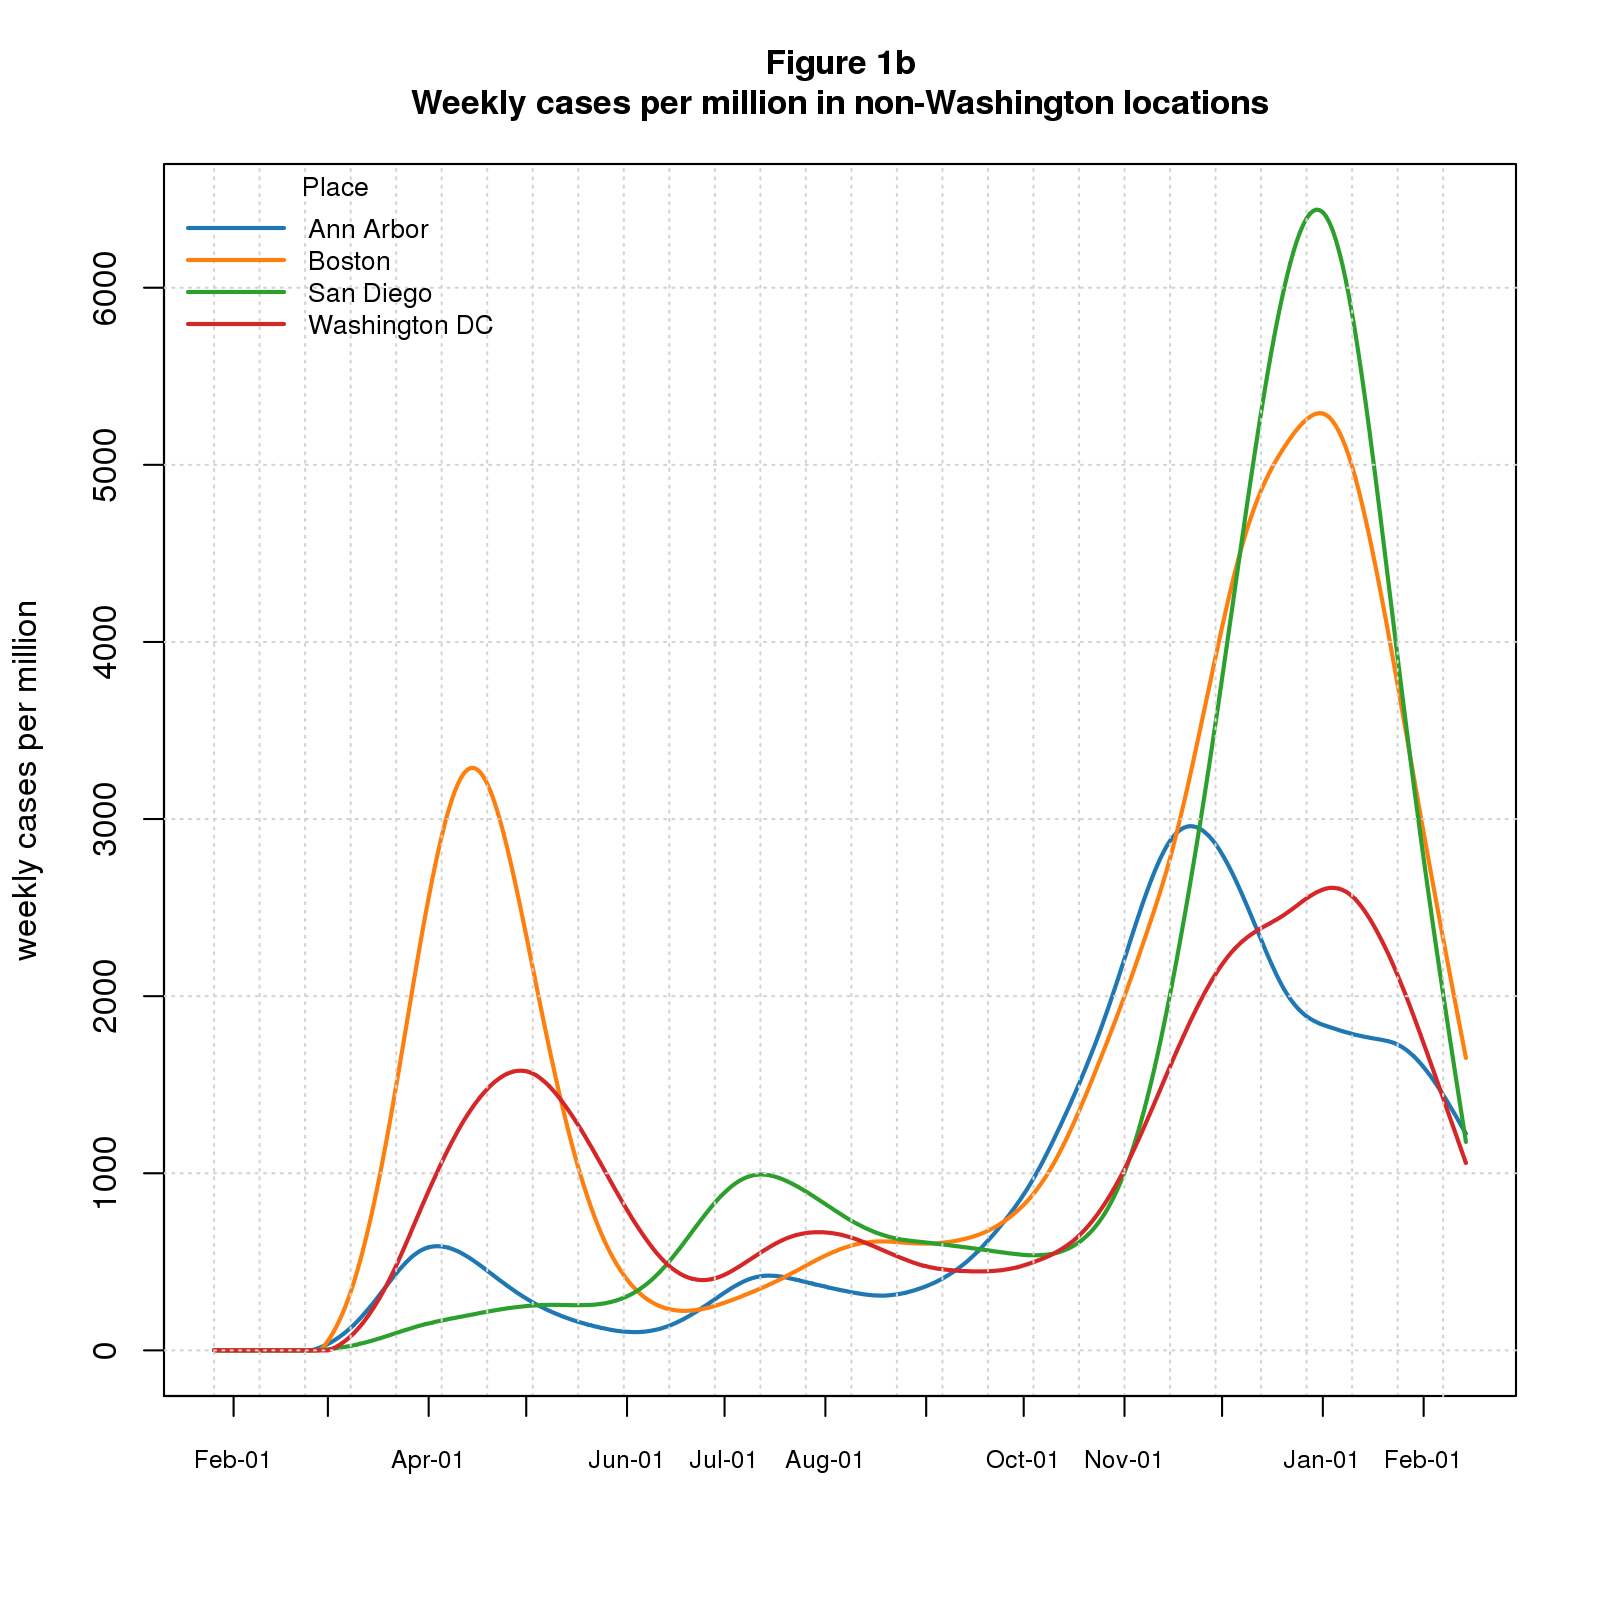 Figure 1b
Weekly cases per million in non-Washington locations
Place
Ann Arbor
Boston
San Diego
Washington DC
weekly cases per million
6000
5000
4000
3000
2000
1000
0
Feb-01 Apr-01 Jun-01 Jul-01 Aug-01 Oct-01 Nov-01 Jan-01 Feb-01